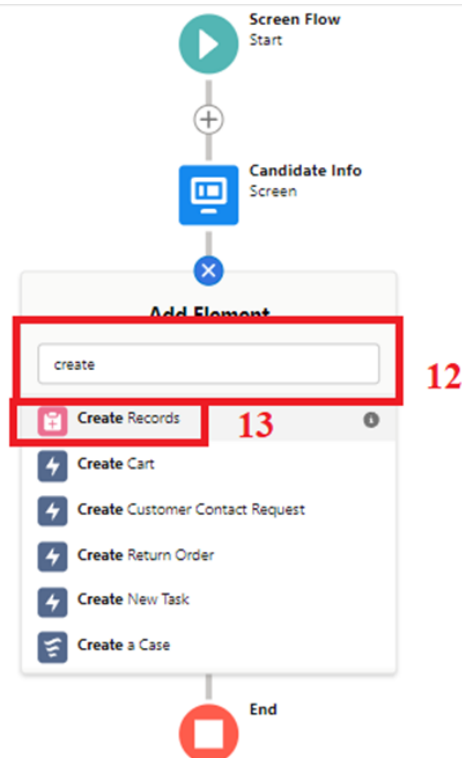 Screen Flow
Start
Candidate Info
Screen
Add Element
create
12
Create Records
13
Create Cart
Create Customer Contact Request
Create Return Order
Create New Task
Create a Case
End